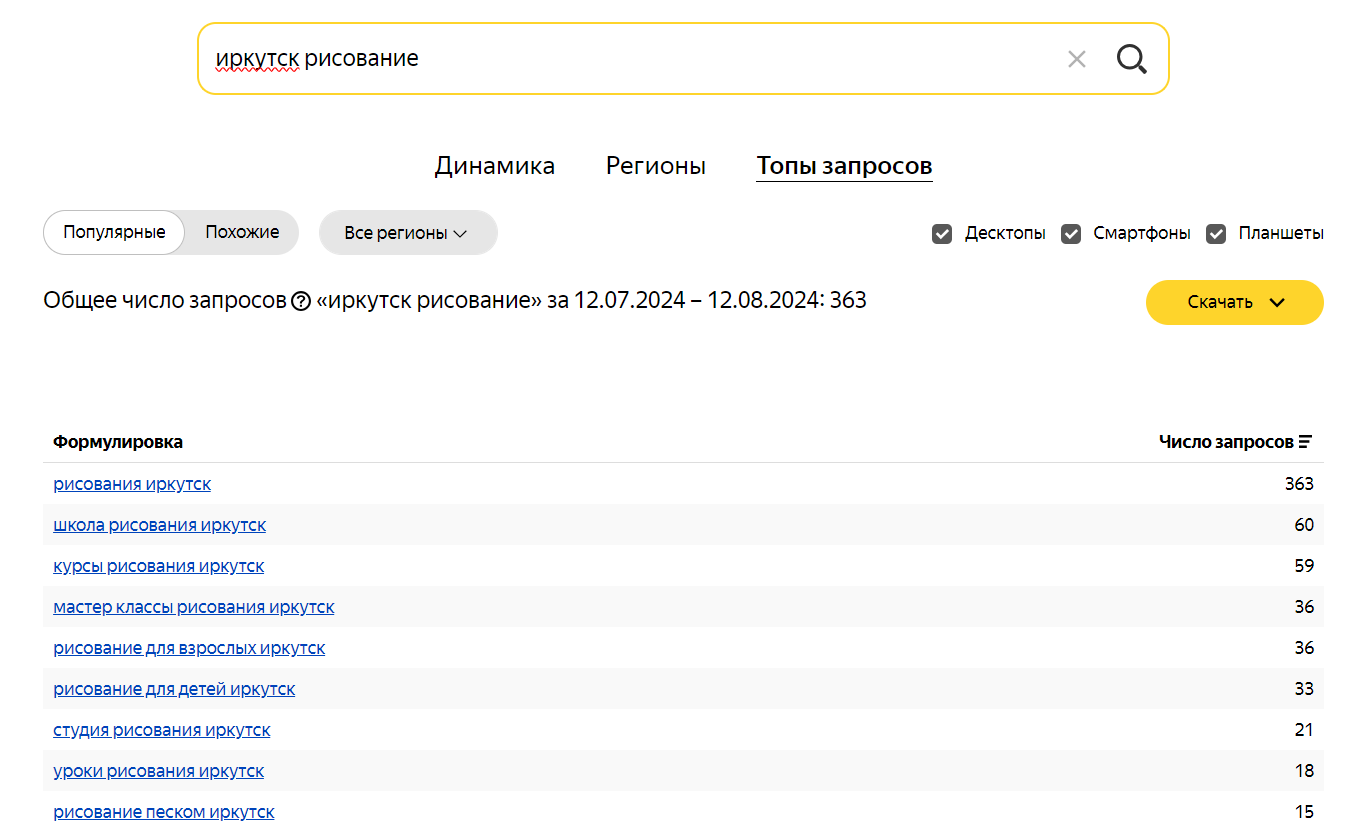 иркутск рисование
Динамика Регионы Топы запросов
Популярные Похожие Все регионы Десктопы Смартфоны Планшеты
Общее число запросов ? «иркутск рисование» за 12.07.2024 – 12.08.2024: 363 Скачать
Формулировка Число запросов
рисования иркутск 363
школа рисования иркутск 60
курсы рисования иркутск 59
мастер классы рисования иркутск 36
рисование для взрослых иркутск 36
рисование для детей иркутск 33
студия рисования иркутск 21
уроки рисования иркутск 18
рисование песком иркутск 15